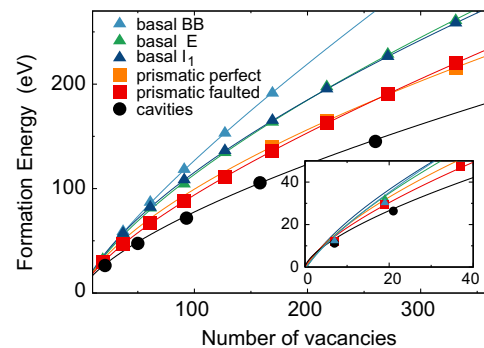 basal BB
basal E
basal I1
prismatic perfect
prismatic faulted
cavities
Formation Energy (eV)
200
100
0
100
200
300
Number of vacancies
40
20
0
0
20
40